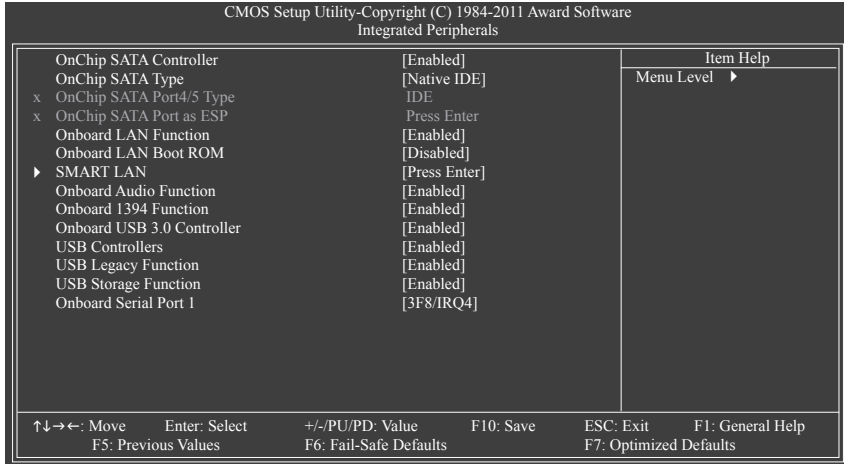 CMOS Setup Utility-Copyright (C) 1984-2011 Award Software
Integrated Peripherals
OnChip SATA Controller [Enabled]
OnChip SATA Type [Native IDE]
x OnChip SATA Port4/5 Type IDE
x OnChip SATA Port as ESP Press Enter
Onboard LAN Function [Enabled]
Onboard LAN Boot ROM [Disabled]
SMART LAN [Press Enter]
Onboard Audio Function [Enabled]
Onboard 1394 Function [Enabled]
Onboard USB 3.0 Controller [Enabled]
USB Controllers [Enabled]
USB Legacy Function [Enabled]
USB Storage Function [Enabled]
Onboard Serial Port 1 [3F8/IRQ4]
Item Help
Menu Level
↑↓→←: Move Enter: Select +/-/PU/PD: Value F10: Save ESC: Exit F1: General Help
F5: Previous Values F6: Fail-Safe Defaults F7: Optimized Defaults